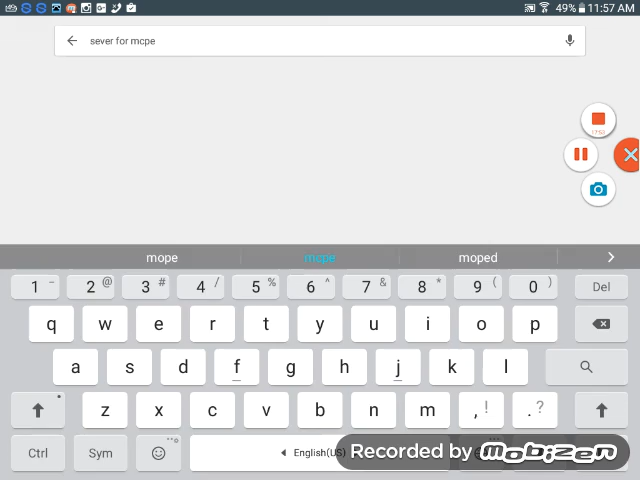 49% 11:57 AM
sever for mcpe
mope mcpe moped
1 _ 2 @ 3 # 4 / 5 % 6 ^ 7 & 8 * 9 ( 0 ) Del
q w e r t y u i o p
a s d f g h j k l
z x c v b n m , ! . ?
Ctrl Sym English(US)
Recorded by mobizen